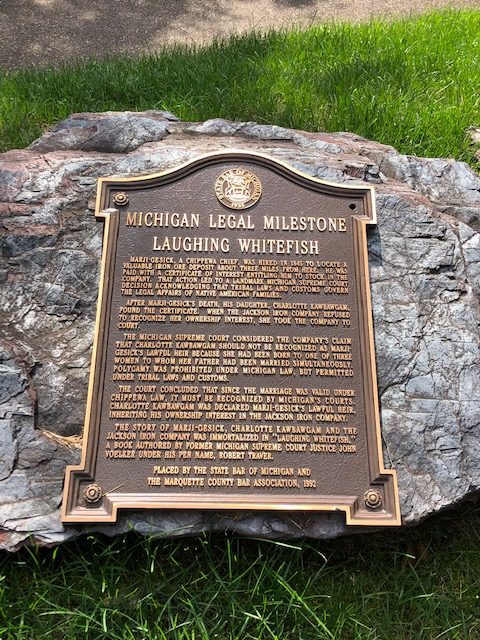 MICHIGAN LEGAL MILESTONE
LAUGHING WHITEFISH
MARJI-GESICK, A CHIPPEWA CHIEF, WAS HIRED IN 1845 TO LOCATE A
VALUABLE IRON ORE DEPOSIT ABOUT THREE MILES FROM HERE. HE WAS
PAID WITH A CERTIFICATE OF INTEREST ENTITLING HIM TO STOCK IN THE
COMPANY. THAT ACTION LED TO A LANDMARK MICHIGAN SUPREME COURT
DECISION ACKNOWLEDGING THAT TRIBAL LAWS AND CUSTOMS GOVERN
THE LEGAL AFFAIRS OF NATIVE AMERICAN FAMILIES.
AFTER MARJI-GESICK'S DEATH, HIS DAUGHTER, CHARLOTTE KAWBAWGAM,
FOUND THE CERTIFICATE. WHEN THE JACKSON IRON COMPANY REFUSED
TO RECOGNIZE HER OWNERSHIP INTEREST, SHE TOOK THE COMPANY TO
COURT.
THE MICHIGAN SUPREME COURT CONSIDERED THE COMPANY'S CLAIM
THAT CHARLOTTE KAWBAWGM SHOULD NOT BE RECOGNIZED AS MARJI-
GESICK'S LAWFUL HEIR BECAUSE SHE HAD BEEN BORN TO ONE OF THREE
WOMEN TO WHOM HER FATHER HAD BEEN MARRIED SIMULTANEOUSLY.
POLYGAMY WAS PROHIBITED UNDER MICHIGAN LAW, BUT PERMITTED
UNDER TRIBAL LAWS AND CUSTOMS.
THE COURT CONCLUDED THAT SINCE THE MARRIAGE WAS VALID UNDER
CHIPPEWA LAW, IT MUST BE RECOGNIZED BY MICHIGAN'S COURTS.
CHARLOTTE KAWBAWGAM WAS DECLARED MARJI-GESICK'S LAWFUL HEIR,
INHERITING HIS OWNERSHIP INTEREST IN THE JACKSON IRON COMPANY.
THE STORY OF MARJI-GESICK, CHARLOTTE KAWBAWGAM AND THE
JACKSON IRON COMPANY WAS IMMORTALIZED IN "LAUGHING WHITEFISH,"
A BOOK AUTHORED BY FORMER MICHIGAN SUPREME COURT JUSTICE JOHN
VOELKER UNDER HIS PEN NAME, ROBERT TRAVER.
PLACED BY THE STATE BAR OF MICHIGAN AND
THE MARQUETTE COUNTY BAR ASSOCIATION, 1992